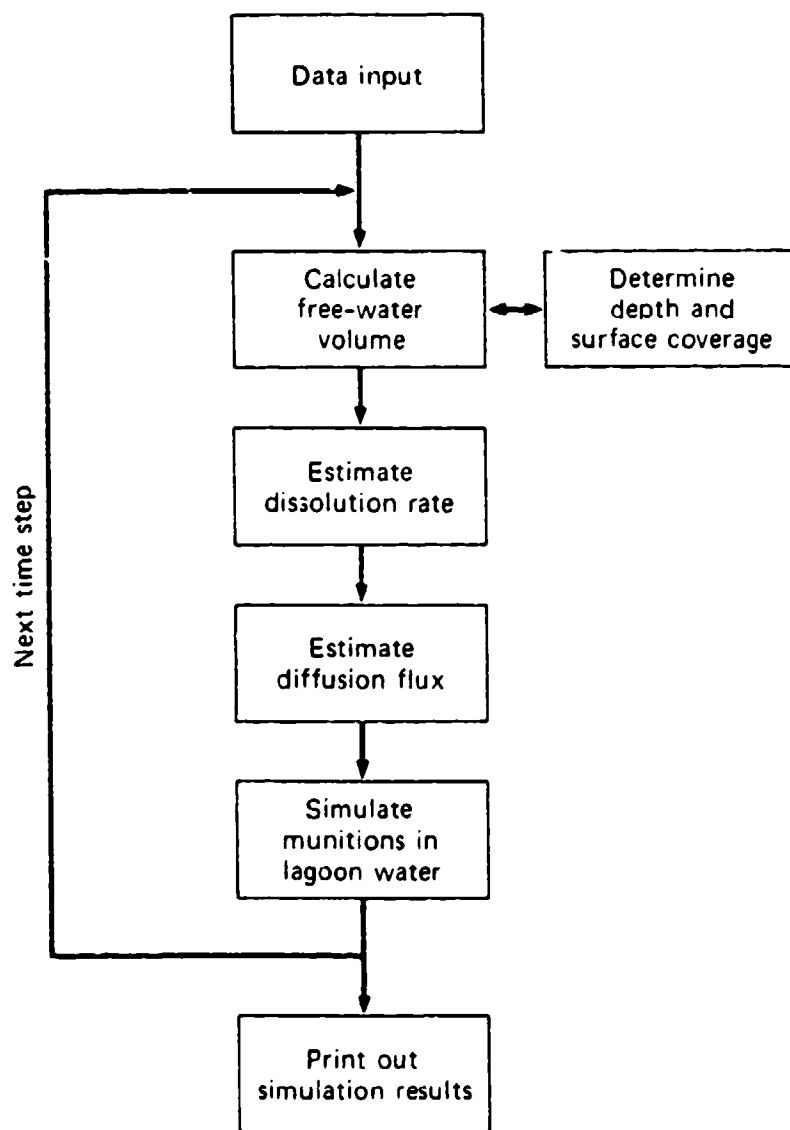 Data input
Calculate
free-water
volume
Determine
depth and
surface coverage
Estimate
dissolution rate
Next time step
Estimate
diffusion flux
Simulate
munitions in
lagoon water
Print out
simulation results